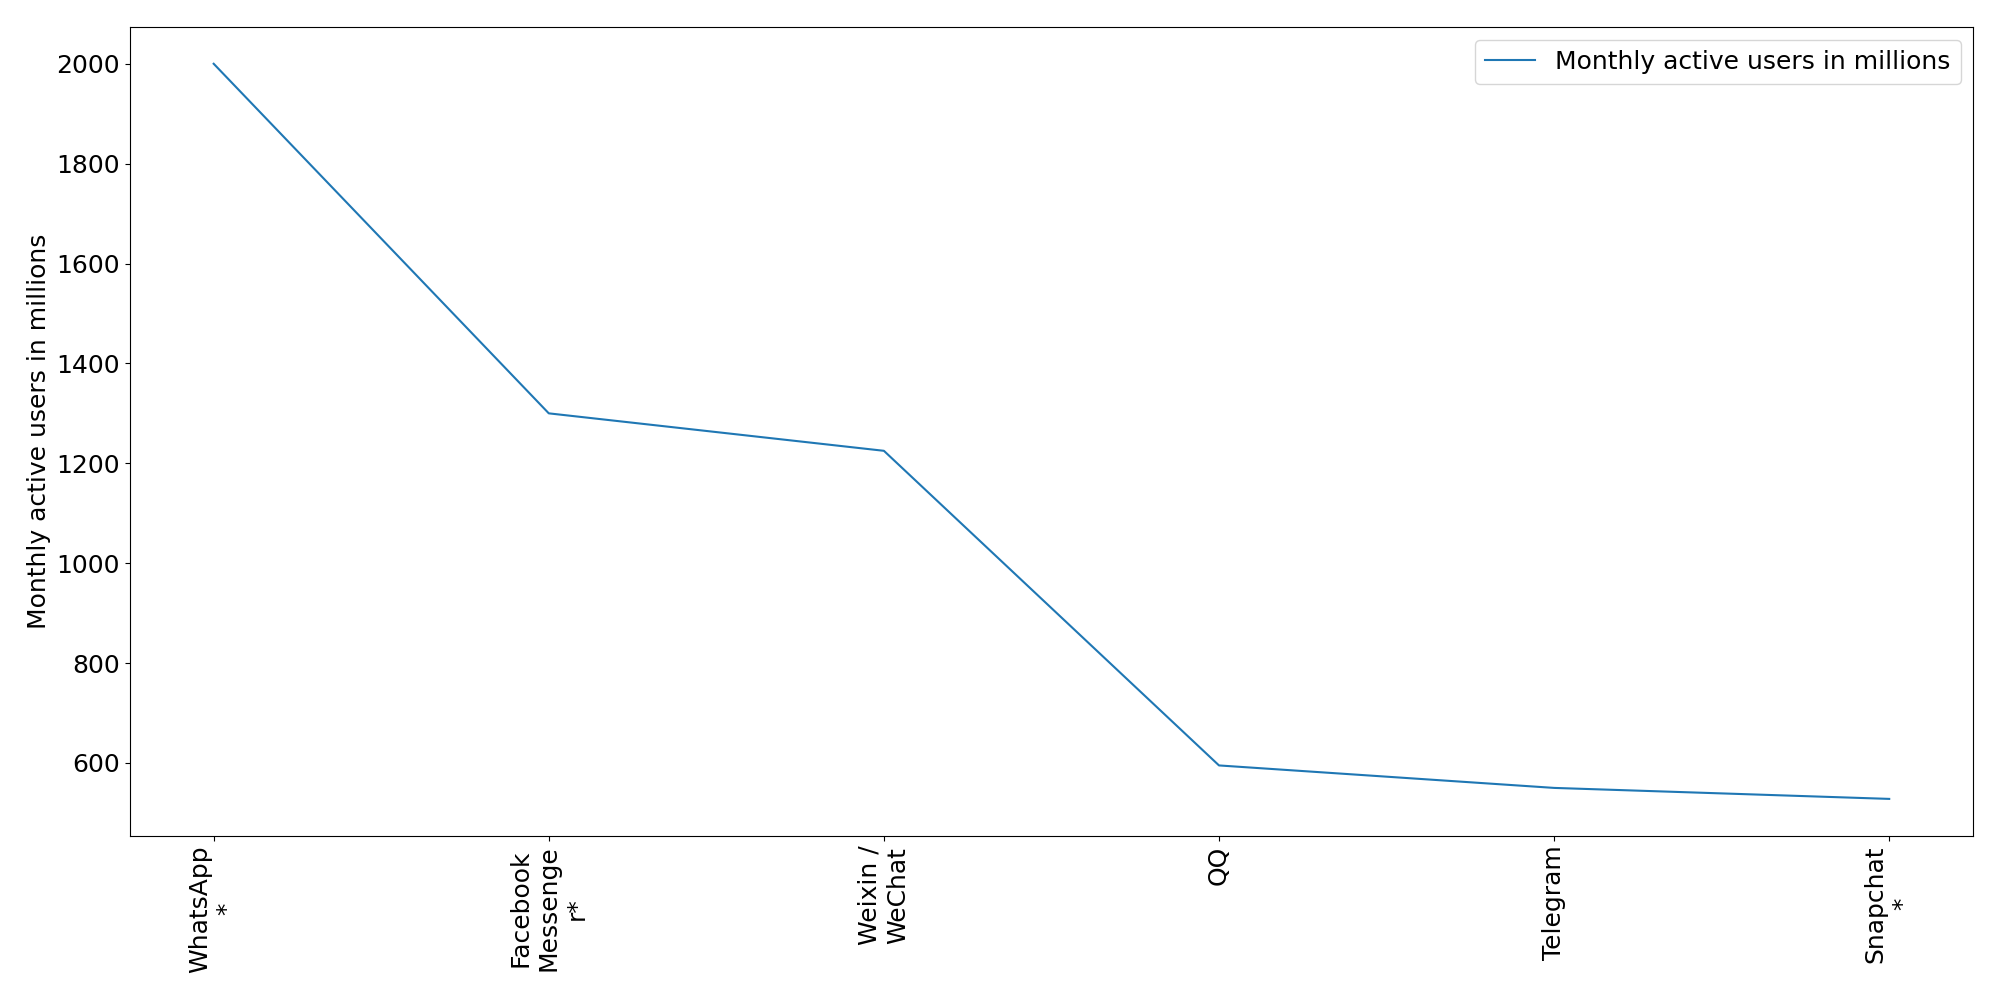 Monthly active users in millions
2000
1800
1600
1400
1200
1000
800
600
Monthly active users in millions
WhatsApp
*
Facebook
Messenge
r*
Weixin /
WeChat
QQ
Telegram
Snapchat
*